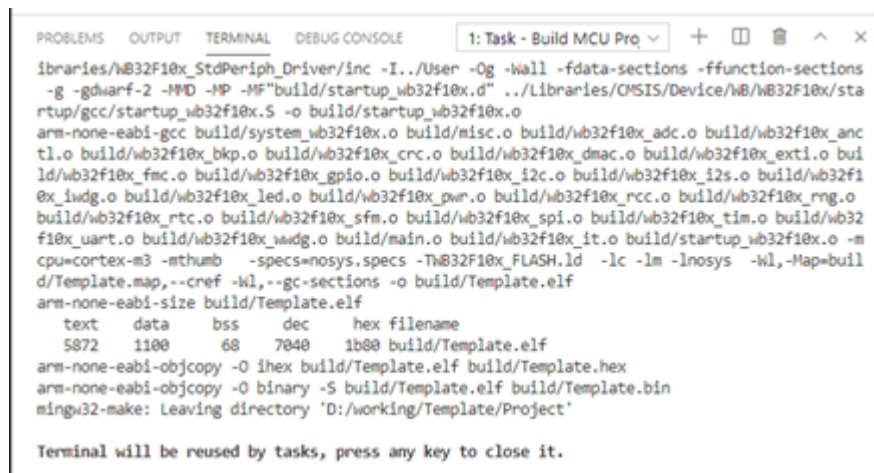 PROBLEMS OUTPUT TERMINAL DEBUG CONSOLE 1: Task - Build MCU Proj
ibraries/WB32F10x_StdPeriph_Driver/inc -I../User -Og -Wall -fdata-sections -ffunction-sections
-g -gdwarf-2 -MMD -MP -MF"build/startup_wb32f10x.d" ../Libraries/CMSIS/Device/WB/WB32F10x/sta
rtup/gcc/startup_wb32f10x.S -o build/startup_wb32f10x.o
arm-none-eabi-gcc build/system_wb32f10x.o build/misc.o build/wb32f10x_adc.o build/wb32f10x_anc
tl.o build/wb32f10x_bkp.o build/wb32f10x_crc.o build/wb32f10x_dmac.o build/wb32f10x_exti.o bui
ld/wb32f10x_fmc.o build/wb32f10x_gpio.o build/wb32f10x_i2c.o build/wb32f10x_i2s.o build/wb32f1
0x_iwdg.o build/wb32f10x_led.o build/wb32f10x_pwr.o build/wb32f10x_rcc.o build/wb32f10x_rng.o
build/wb32f10x_rtc.o build/wb32f10x_sfm.o build/wb32f10x_spi.o build/wb32f10x_tim.o build/wb32
f10x_uart.o build/wb32f10x_wwdg.o build/main.o build/wb32f10x_it.o build/startup_wb32f10x.o -m
cpu=cortex-m3 -mthumb -specs=nosys.specs -TWB32F10x_FLASH.ld -lc -lm -lnosys -Wl,-Map=buil
d/Template.map,--cref -Wl,--gc-sections -o build/Template.elf
arm-none-eabi-size build/Template.elf
text data bss dec hex filename
5872 1100 68 7040 1b80 build/Template.elf
arm-none-eabi-objcopy -O ihex build/Template.elf build/Template.hex
arm-none-eabi-objcopy -O binary -S build/Template.elf build/Template.bin
mingw32-make: Leaving directory 'D:/working/Template/Project'
Terminal will be reused by tasks, press any key to close it.